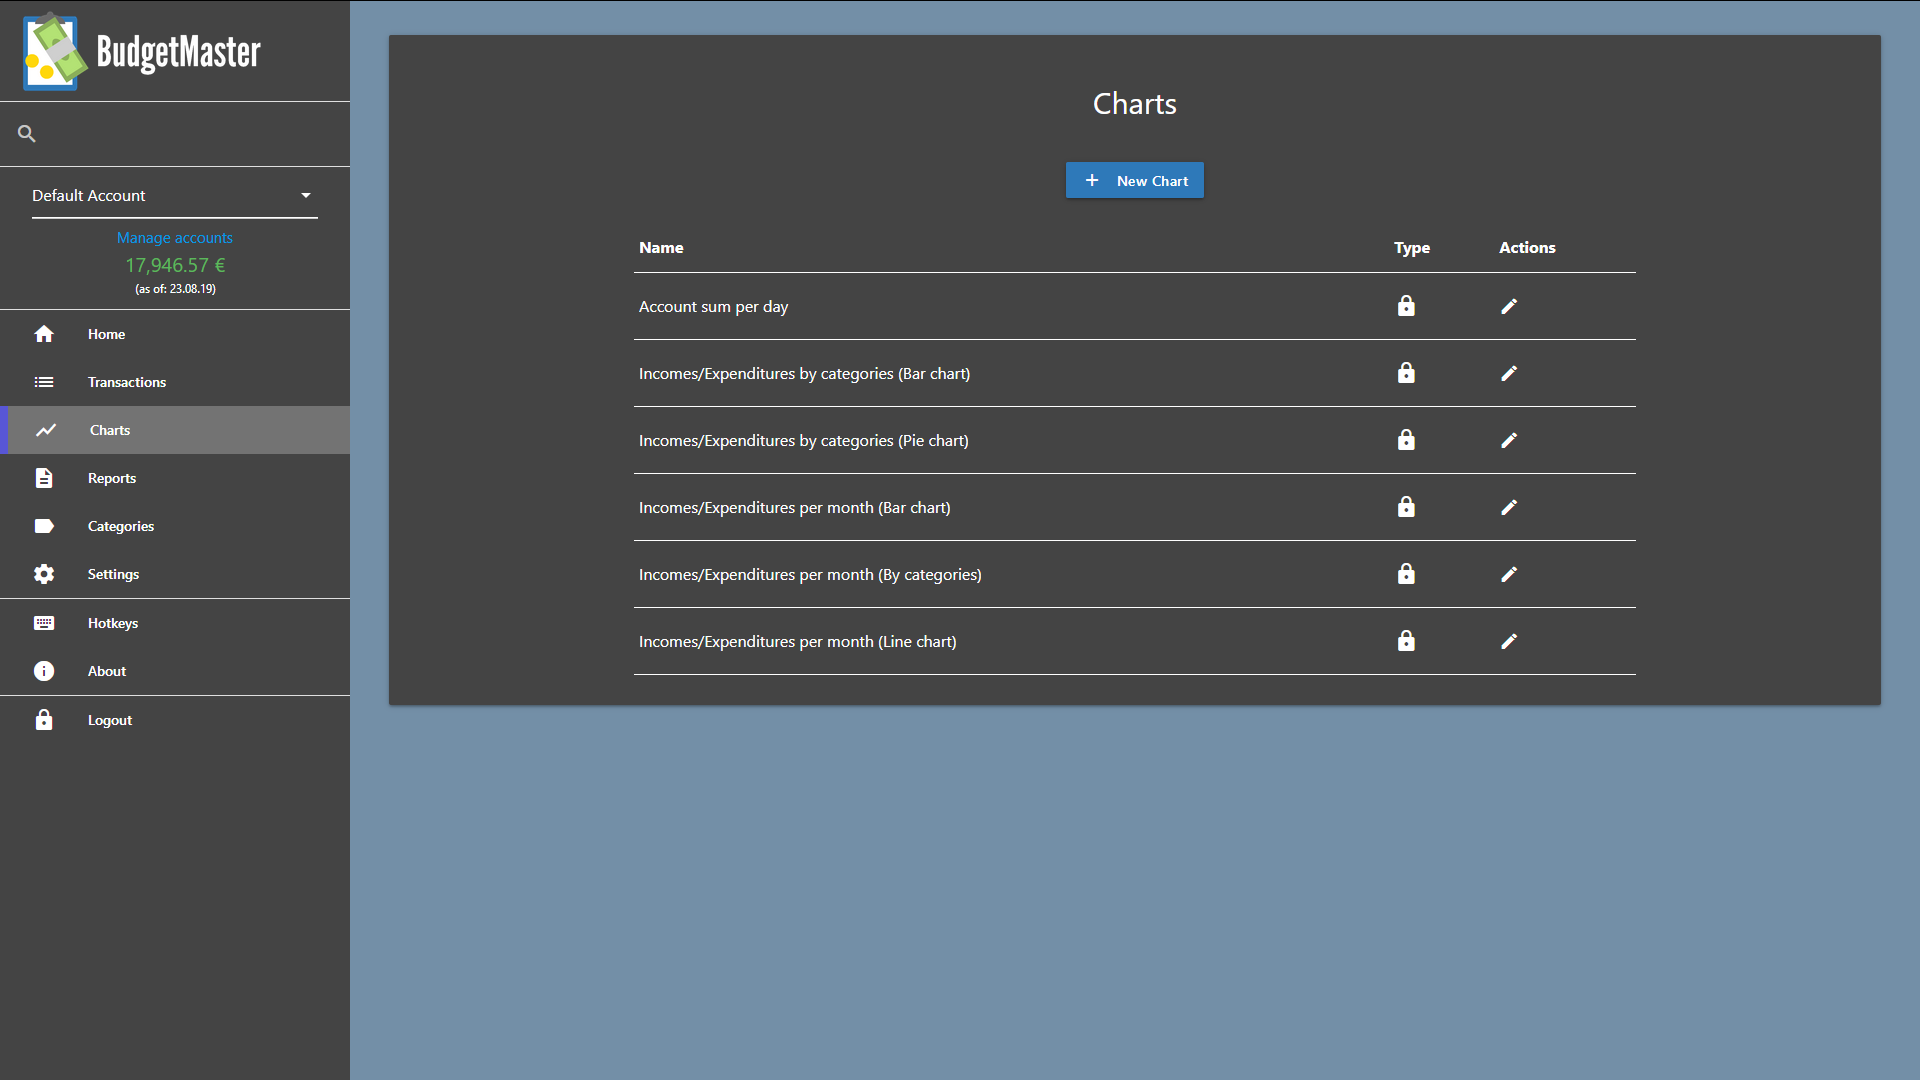 BudgetMaster
Default Account
Manage accounts
17,946.57 €
(as of: 23.08.19)
Home
Transactions
Charts
Reports
Categories
Settings
Hotkeys
About
Logout
Charts
New Chart
Name Type Actions
Account sum per day
Incomes/Expenditures by categories (Bar chart)
Incomes/Expenditures by categories (Pie chart)
Incomes/Expenditures per month (Bar chart)
Incomes/Expenditures per month (By categories)
Incomes/Expenditures per month (Line chart)